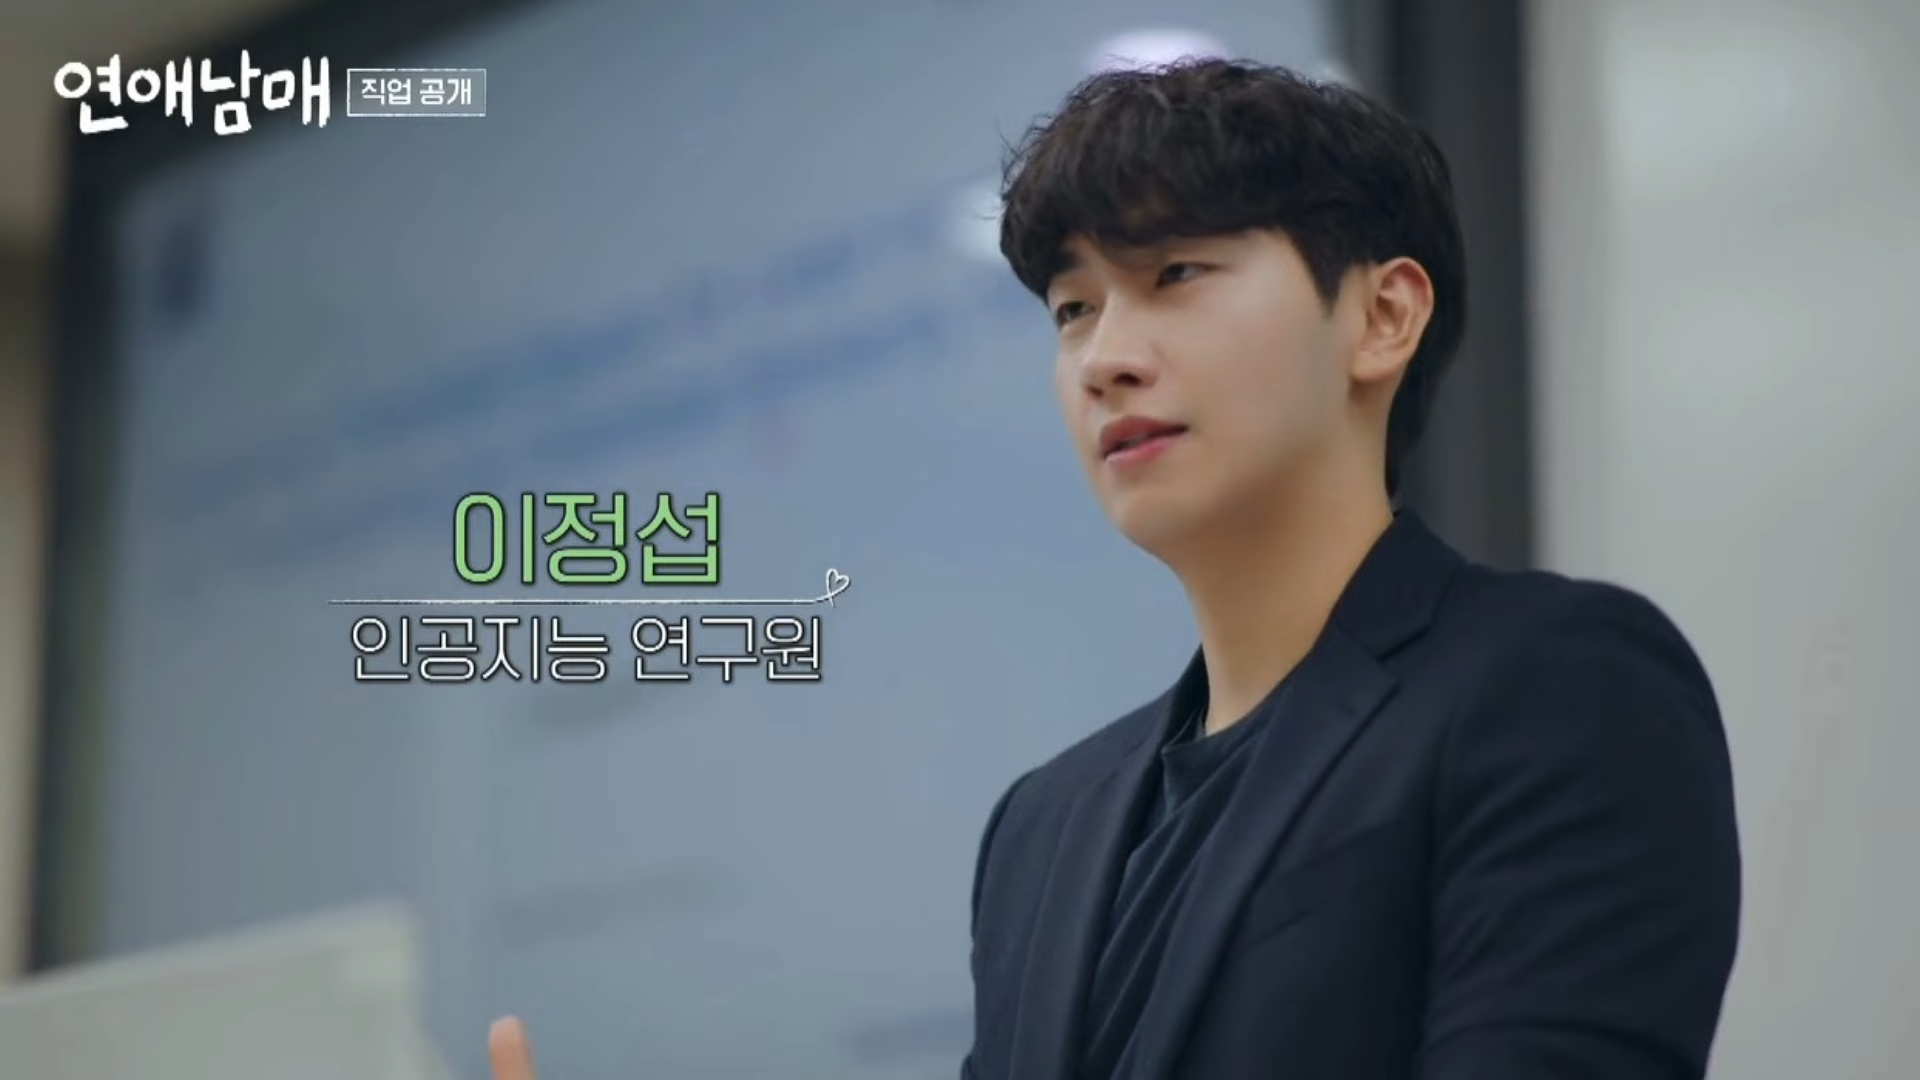 연애남매 직업 공개
이정섭
인공지능 연구원